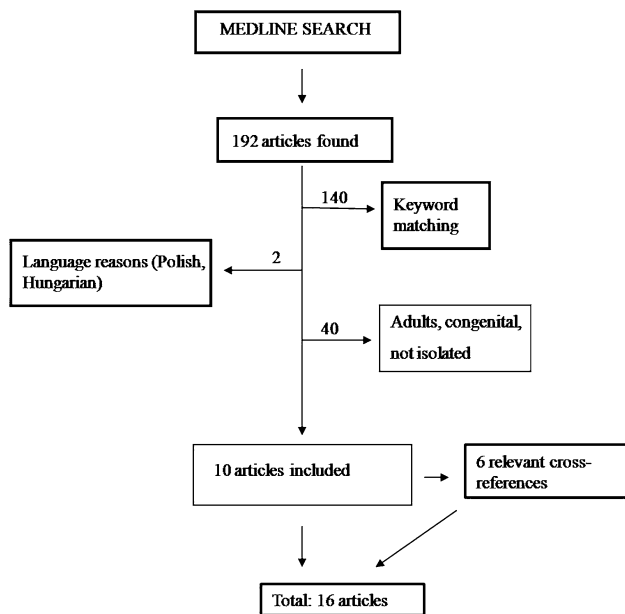 MEDLINE SEARCH
192 articles found
140
Keyword
matching
2
Language reasons (Polish,
Hungarian)
40
Adults, congenital,
not isolated
10 articles included
6 relevant cross-
references
Total: 16 articles